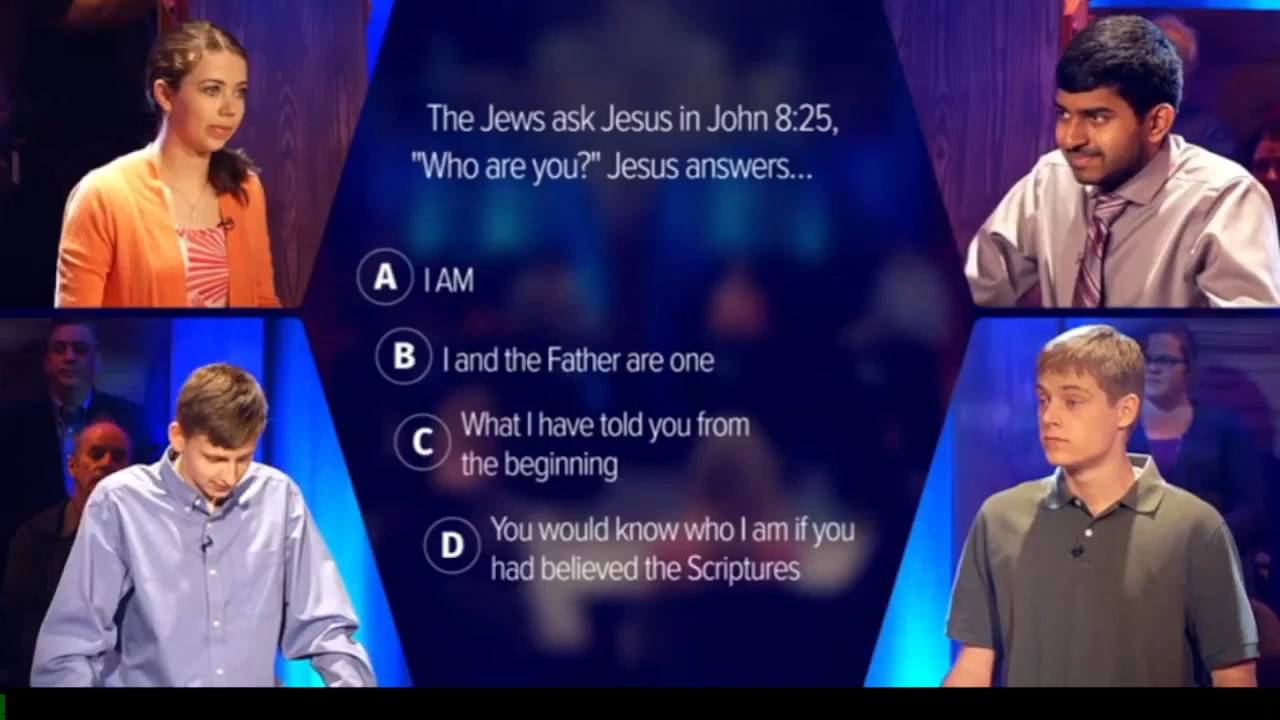 The Jews ask Jesus in John 8:25,
"Who are you?" Jesus answers...
A I AM
B I and the Father are one
C What I have told you from
the beginning
D You would know who I am if you
had believed the Scriptures